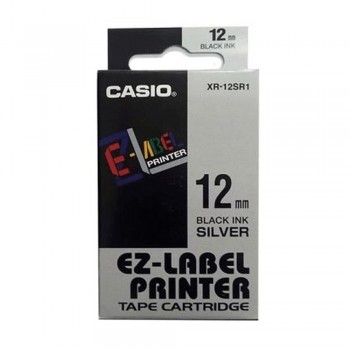 12 mm
BLACK INK
CASIO®
XR-12SR1
EZ-LABEL
PRINTER
12 mm
BLACK INK
SILVER
EZ-LABEL
PRINTER
TAPE CARTRIDGE